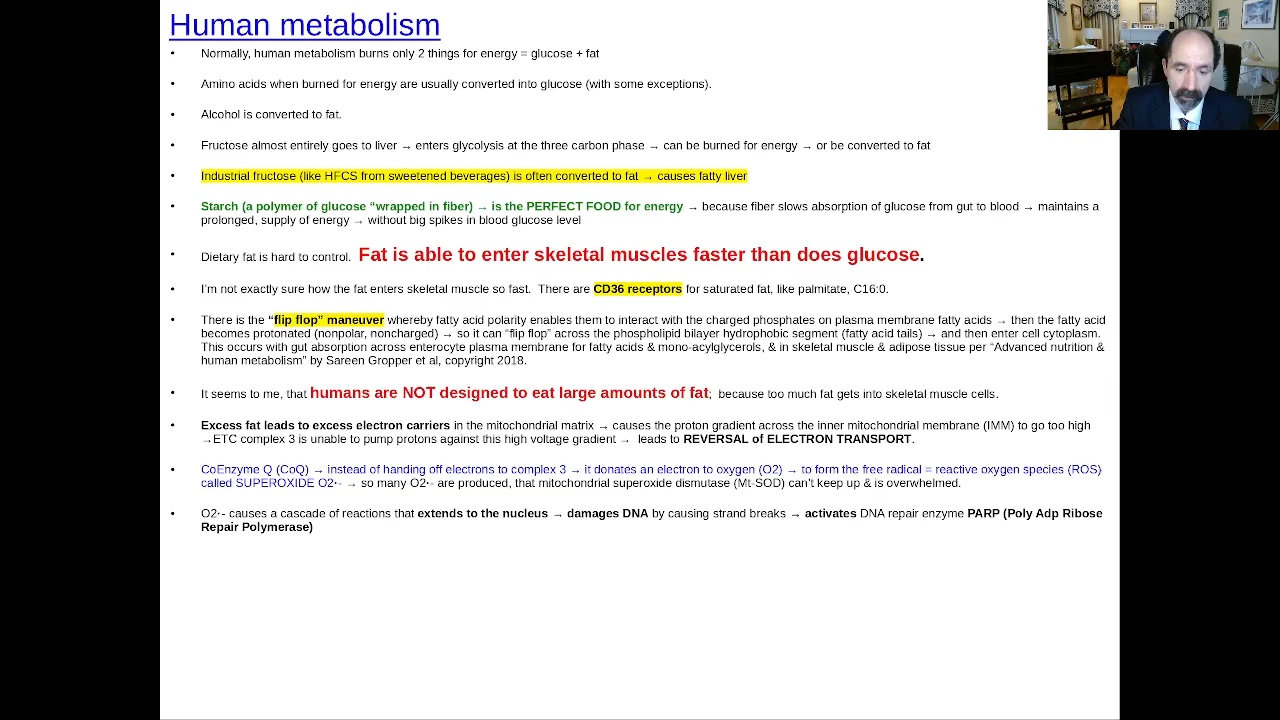 Human metabolism
• Normally, human metabolism burns only 2 things for energy = glucose + fat
• Amino acids when burned for energy are usually converted into glucose (with some exceptions).
• Alcohol is converted to fat.
• Fructose almost entirely goes to liver → enters glycolysis at the three carbon phase → can be burned for energy → or be converted to fat
• Industrial fructose (like HFCS from sweetened beverages) is often converted to fat → causes fatty liver
• Starch (a polymer of glucose “wrapped in fiber) → is the PERFECT FOOD for energy → because fiber slows absorption of glucose from gut to blood → maintains a
prolonged, supply of energy → without big spikes in blood glucose level
• Dietary fat is hard to control. Fat is able to enter skeletal muscles faster than does glucose.
• I’m not exactly sure how the fat enters skeletal muscle so fast. There are CD36 receptors for saturated fat, like palmitate, C16:0.
• There is the “flip flop” maneuver whereby fatty acid polarity enables them to interact with the charged phosphates on plasma membrane fatty acids → then the fatty acid
becomes protonated (nonpolar, noncharged) → so it can “flip flop” across the phospholipid bilayer hydrophobic segment (fatty acid tails) → and then enter cell cytoplasm.
This occurs with gut absorption across enterocyte plasma membrane for fatty acids & mono-acylglycerols, & in skeletal muscle & adipose tissue per “Advanced nutrition &
human metabolism” by Sareen Gropper et al, copyright 2018.
• It seems to me, that humans are NOT designed to eat large amounts of fat; because too much fat gets into skeletal muscle cells.
• Excess fat leads to excess electron carriers in the mitochondrial matrix → causes the proton gradient across the inner mitochondrial membrane (IMM) to go too high
→ETC complex 3 is unable to pump protons against this high voltage gradient → leads to REVERSAL of ELECTRON TRANSPORT.
• CoEnzyme Q (CoQ) → instead of handing off electrons to complex 3 → it donates an electron to oxygen (O2) → to form the free radical = reactive oxygen species (ROS)
called SUPEROXIDE O2·- → so many O2·- are produced, that mitochondrial superoxide dismutase (Mt-SOD) can’t keep up & is overwhelmed.
• O2·- causes a cascade of reactions that extends to the nucleus → damages DNA by causing strand breaks → activates DNA repair enzyme PARP (Poly Adp Ribose
Repair Polymerase)